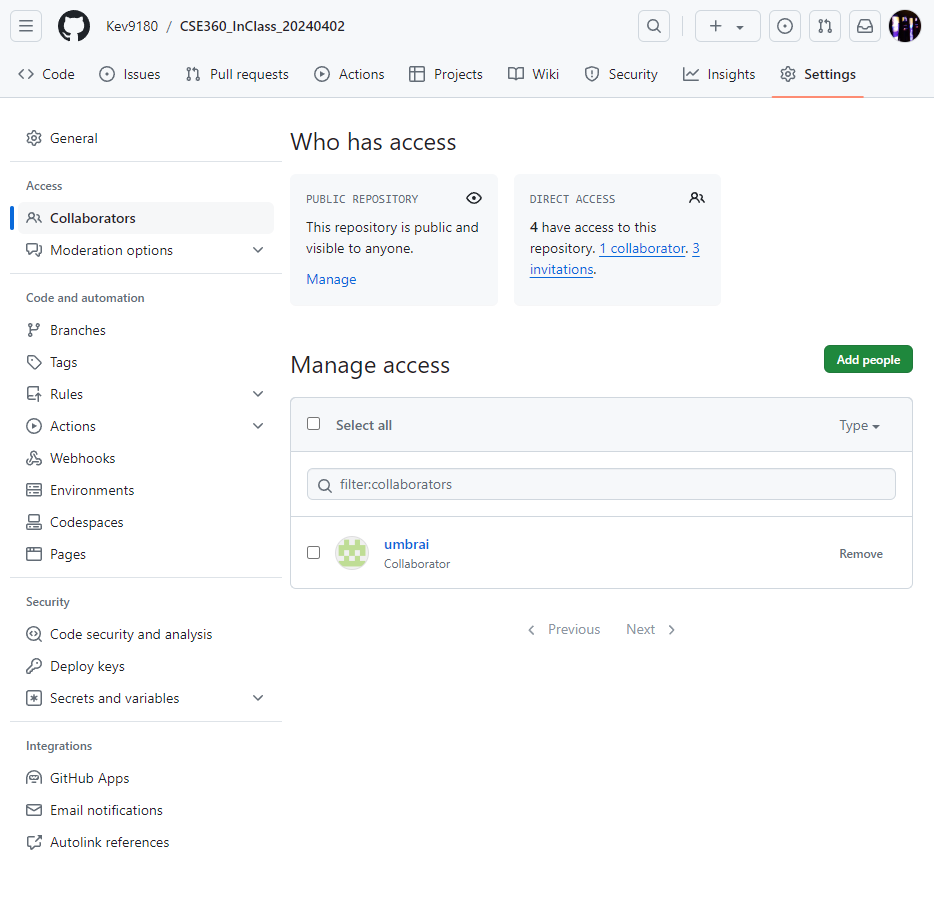 Kev9180 / CSE360_InClass_20240402
Code Issues Pull requests Actions Projects Wiki Security Insights Settings
General
Access
Collaborators
Moderation options
Code and automation
Branches
Tags
Rules
Actions
Webhooks
Environments
Codespaces
Pages
Security
Code security and analysis
Deploy keys
Secrets and variables
Integrations
GitHub Apps
Email notifications
Autolink references
Who has access
PUBLIC REPOSITORY
This repository is public and
visible to anyone.
Manage
DIRECT ACCESS
4 have access to this
repository. 1 collaborator. 3
invitations.
Manage access
Add people
Select all
Type
filter:collaborators
umbrai
Collaborator
Remove
Previous Next